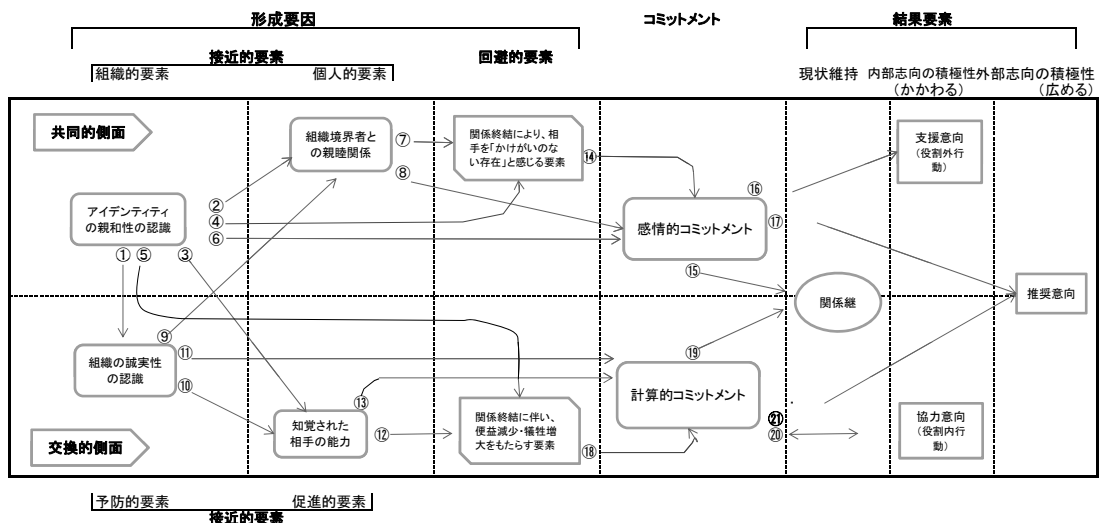 形成要因
コミットメント
結果要素
接近的要素
回避的要素
組織的要素
個人的要素
現状維持
内部志向の積極性
(かかわる)
外部志向の積極性
(広める)
共同的側面
組織境界者と
の親睦関係
⑦
⑧
関係終結により、相
手を「かけがいのな
い存在」と感じる要素
⑭
支援意向
(役割外行
動)
アイデンティティ
の親和性の認識
②
④
⑥
①
⑤
③
感情的コミットメント
⑯
⑰
⑮
関係継
推奨意向
⑨
組織の誠実性
の認識
⑪
⑩
⑬
知覚された
相手の能力
⑫
関係終結に伴い、
便益減少・犠牲増
大をもたらす要素
⑱
計算的コミットメント
⑲
㉑
⑳
協力意向
(役割内行
動)
交換的側面
予防的要素
促進的要素
接近的要素